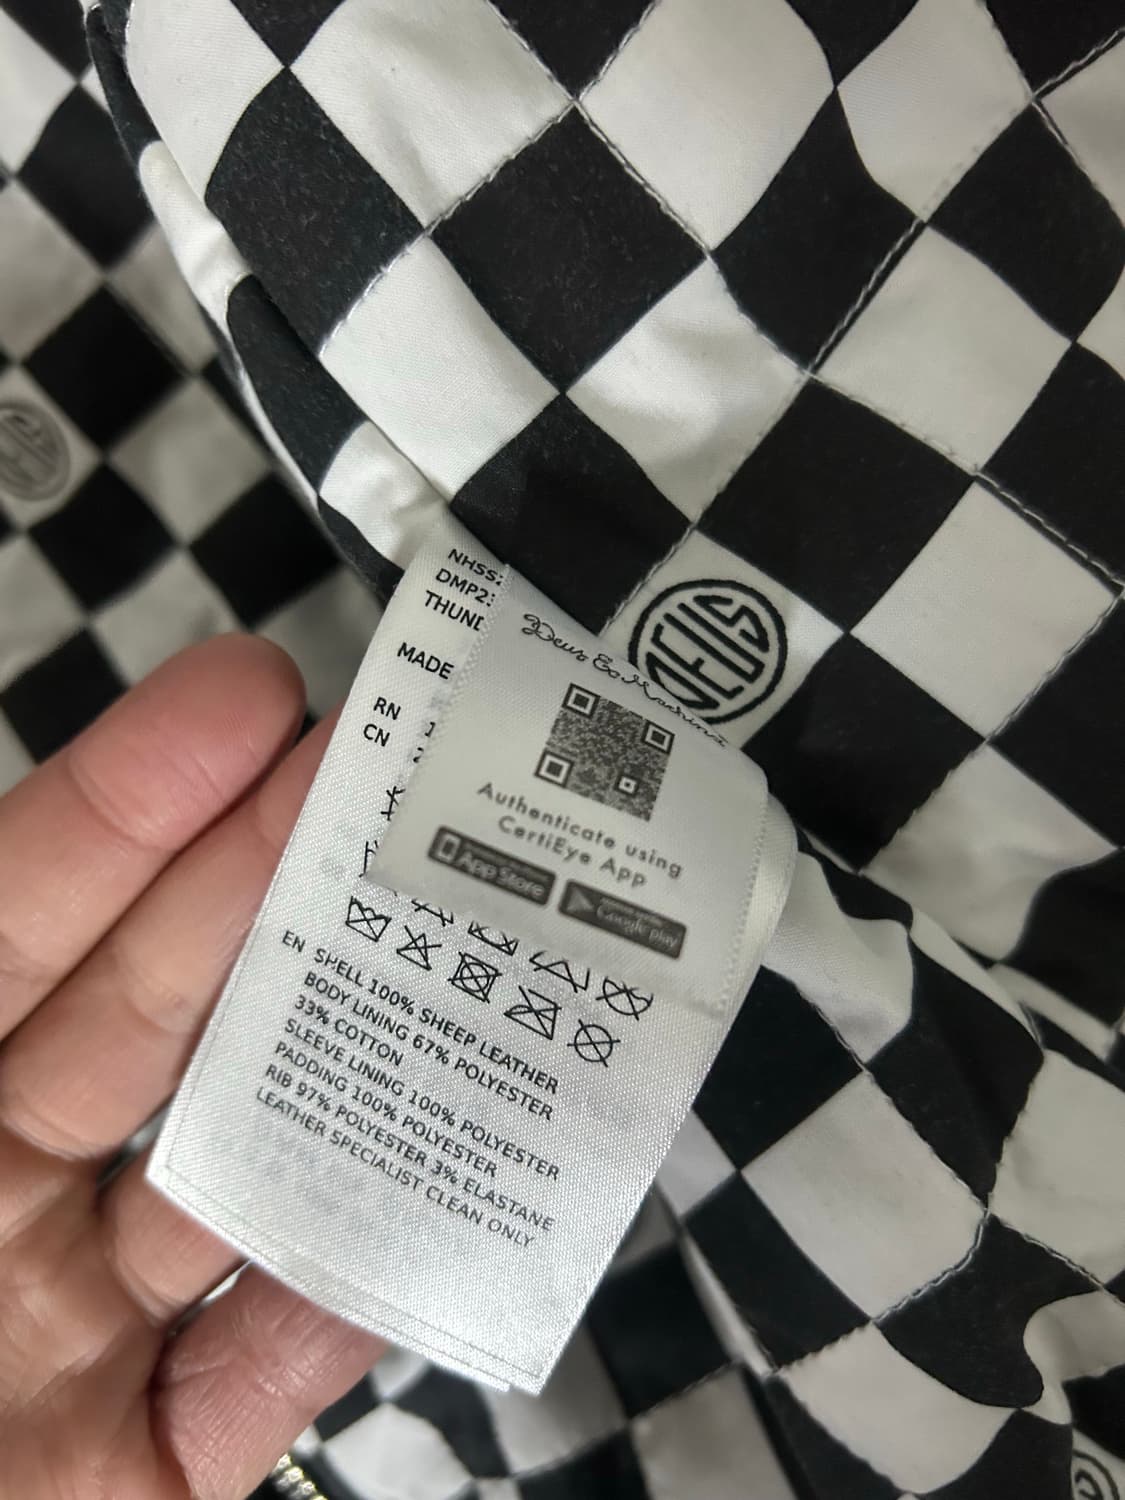 DEUS
NHSS
DMP2
THUND
MADE
RN 1
CN 2
Deus Ex Machina
Authenticate using
CertiEye App
App Store
Google play
EN SHELL 100% SHEEP LEATHER
BODY LINING 67% POLYESTER
33% COTTON
SLEEVE LINING 100% POLYESTER
PADDING 100% POLYESTER
RIB 97% POLYESTER 3% ELASTANE
LEATHER SPECIALIST CLEAN ONLY